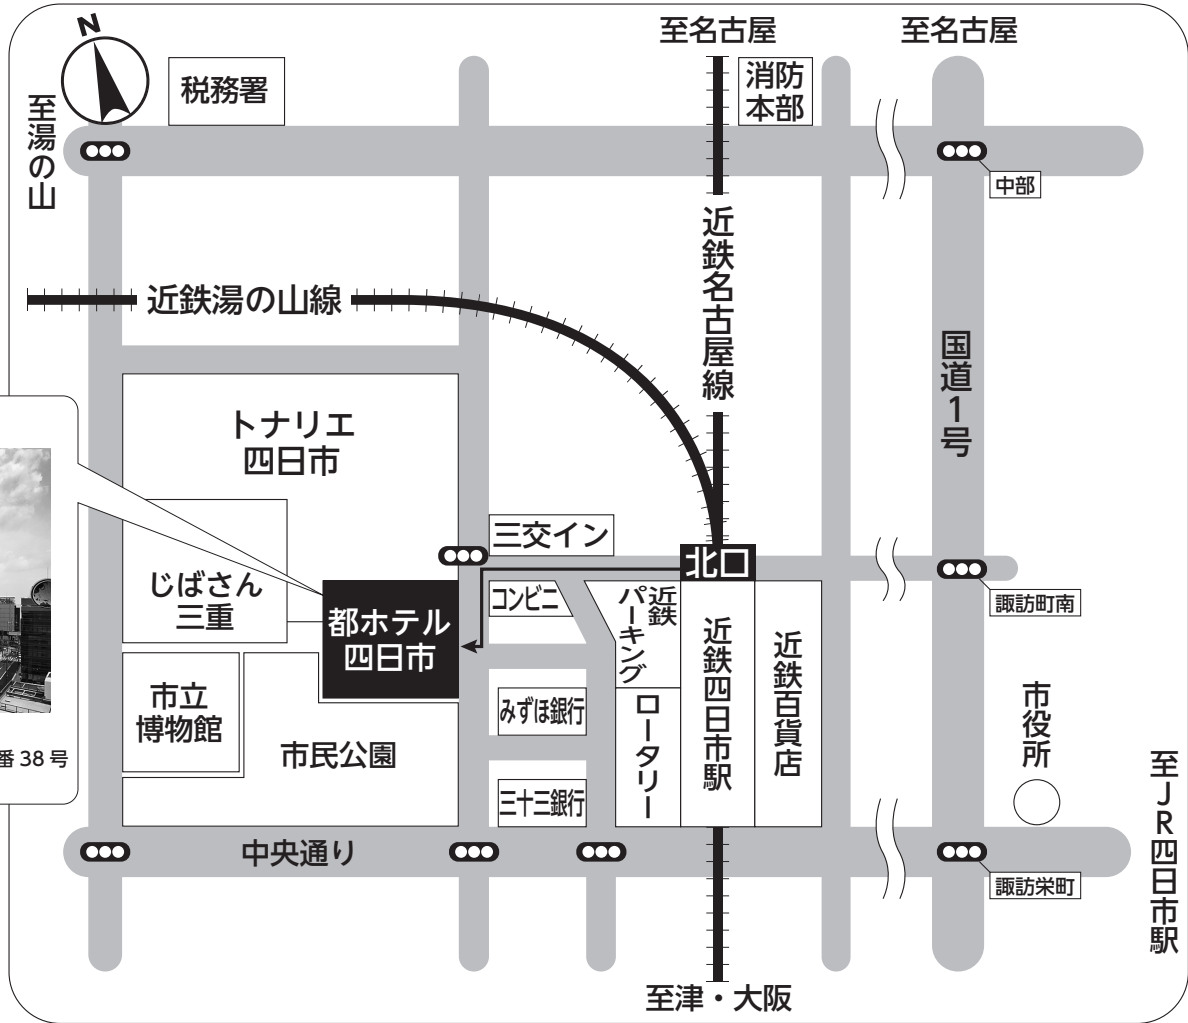 N
至名古屋
至名古屋
税務署
消防
本部
至湯の山
中部
近鉄名古屋線
近鉄湯の山線
国道1号
トナリエ
四日市
三交イン
北口
じばさん
三重
コンビニ
近鉄
パーキング
諏訪町南
都ホテル
四日市
近鉄四日市駅
近鉄百貨店
市立
博物館
みずほ銀行
ロータリー
市役所
市民公園
番38号
三十三銀行
至JR四日市駅
中央通り
諏訪栄町
至津・大阪